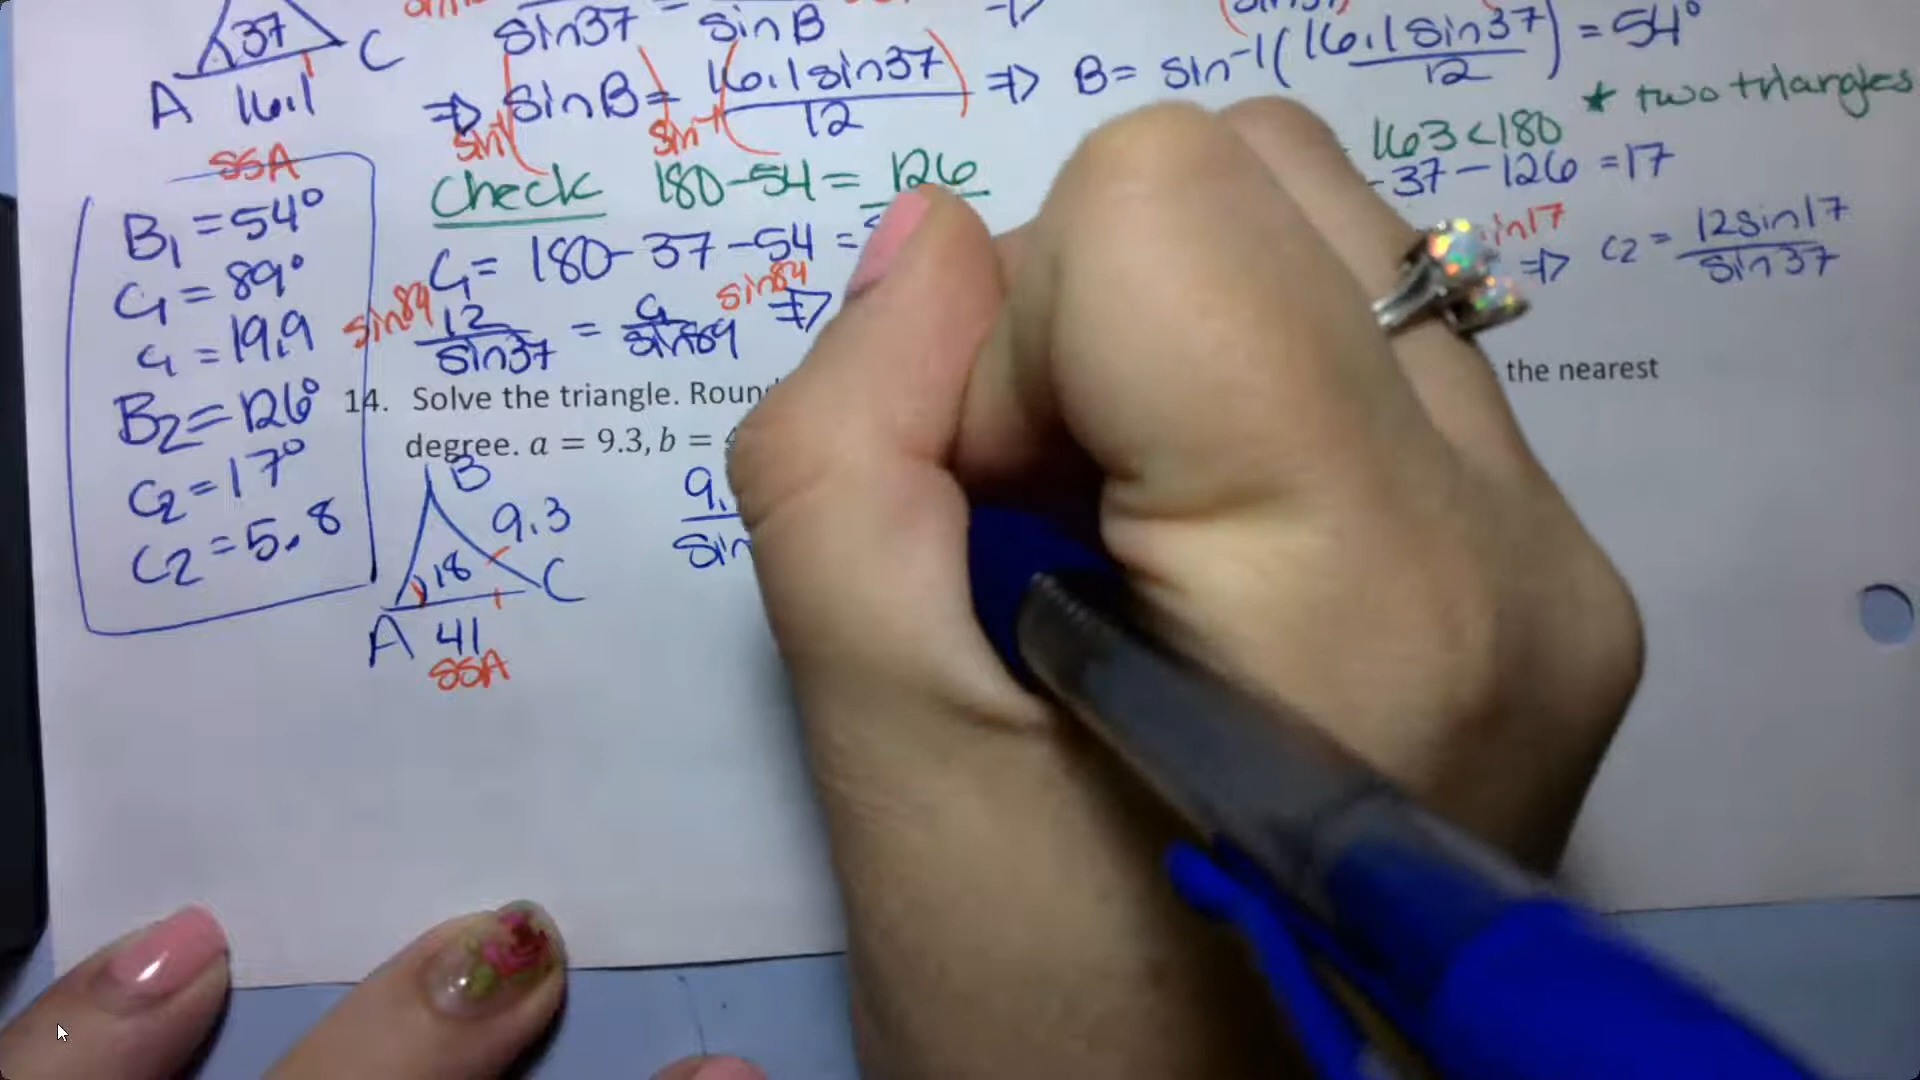 37
C
A 16.1
SSA
sin37 sinB
=> sinB = 16.1sin37 / 12 => B = sin⁻¹(16.1sin37 / 12) = 54°
sin⁻¹( sin⁻¹(
* two triangles
Check 180-54 = 126
163<180
-37-126 = 17
C₁ = 180-37-54 =
sin89 12 / sin37 = c₁ / sin89 sin89 =>
sin17 => c₂ = 12sin17 / sin37
B₁ = 54°
C₁ = 89°
c₁ = 19.9
B₂ = 126°
C₂ = 17°
c₂ = 5.8
14. Solve the triangle. Round
the nearest
degree. a = 9.3, b =
B
9.3
18
C
A 41
SSA
9.
sin